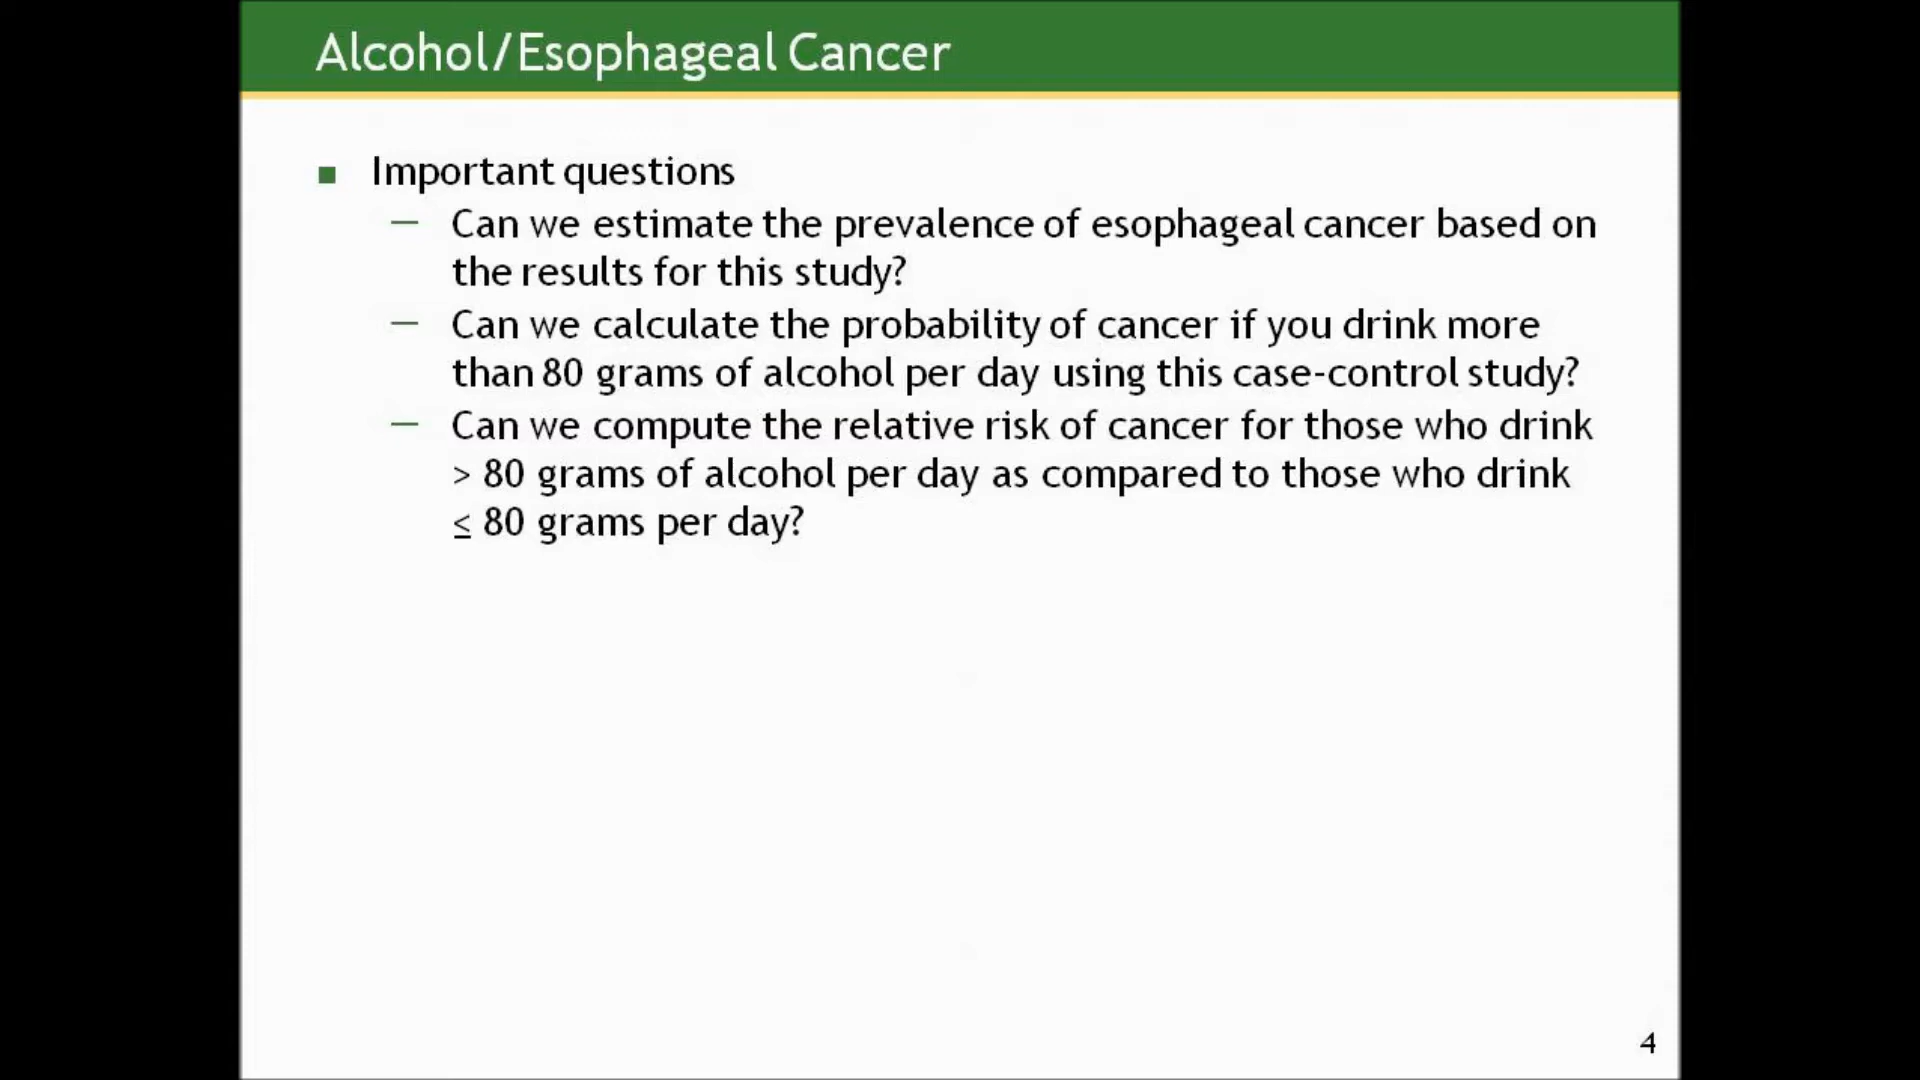 Alcohol/Esophageal Cancer
■ Important questions
— Can we estimate the prevalence of esophageal cancer based on
the results for this study?
— Can we calculate the probability of cancer if you drink more
than 80 grams of alcohol per day using this case-control study?
— Can we compute the relative risk of cancer for those who drink
> 80 grams of alcohol per day as compared to those who drink
≤ 80 grams per day?
4